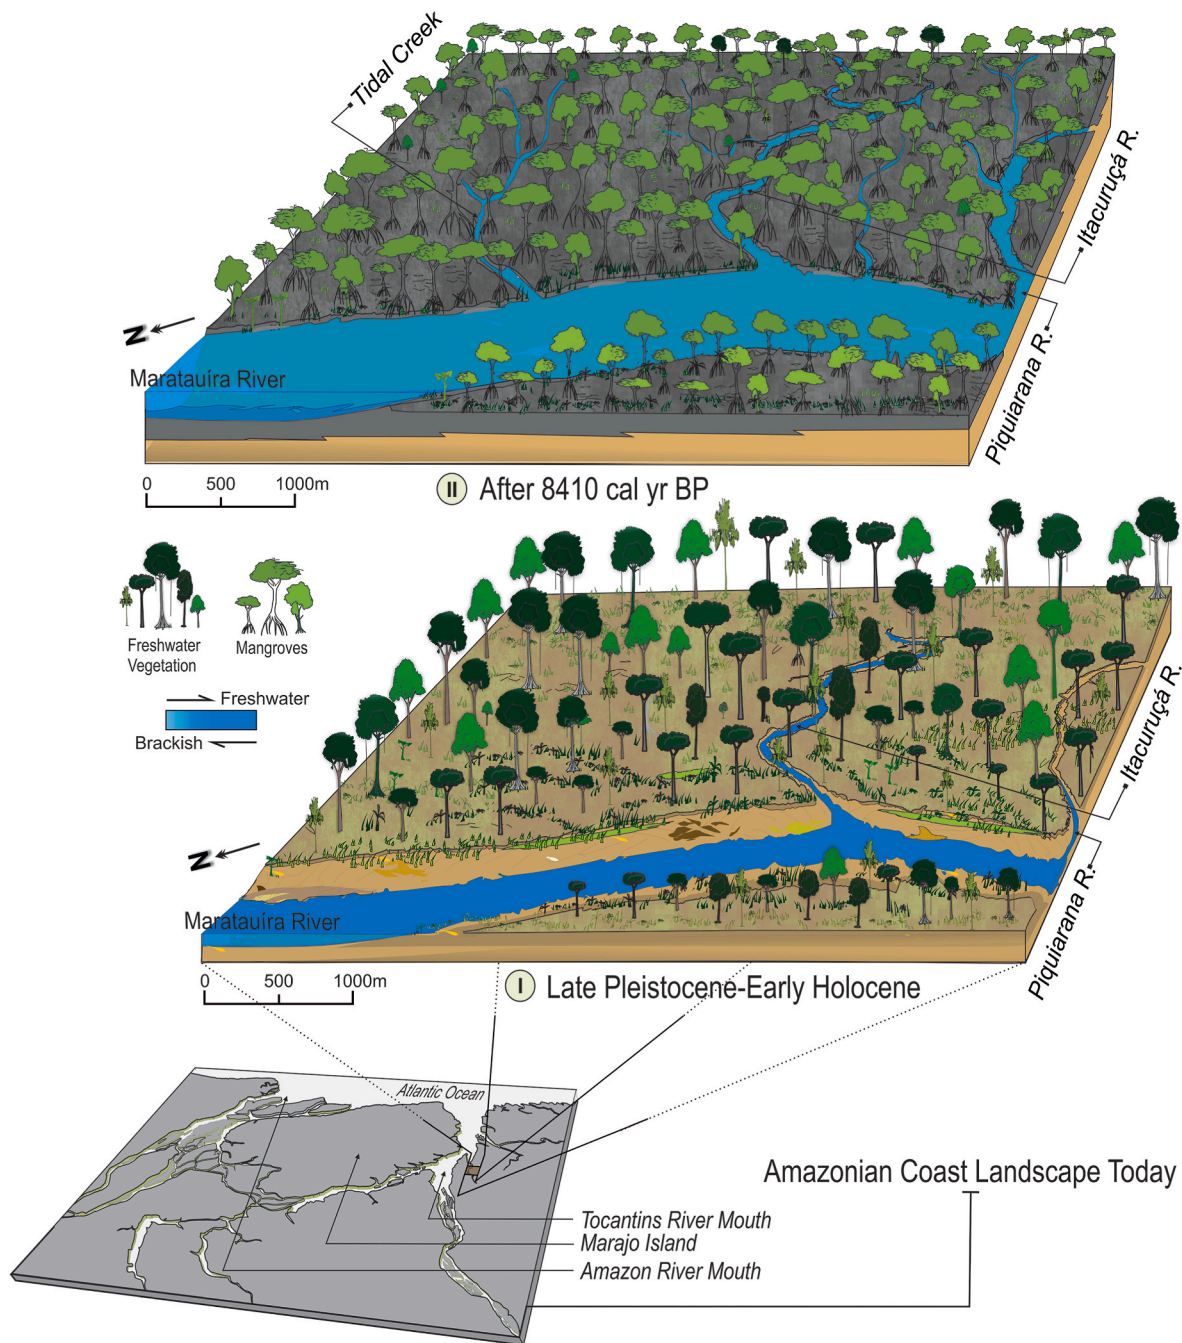 Tidal Creek
Itacuruçá R.
N
Maratauíra River
Piquiarana R.
0 500 1000m
II After 8410 cal yr BP
Freshwater
Vegetation
Mangroves
Freshwater
Brackish
Itacuruçá R.
N
Maratauira River
Piquiarana R.
0 500 1000m
I Late Pleistocene-Early Holocene
Atlantic Ocean
Amazonian Coast Landscape Today
Tocantins River Mouth
Marajo Island
Amazon River Mouth